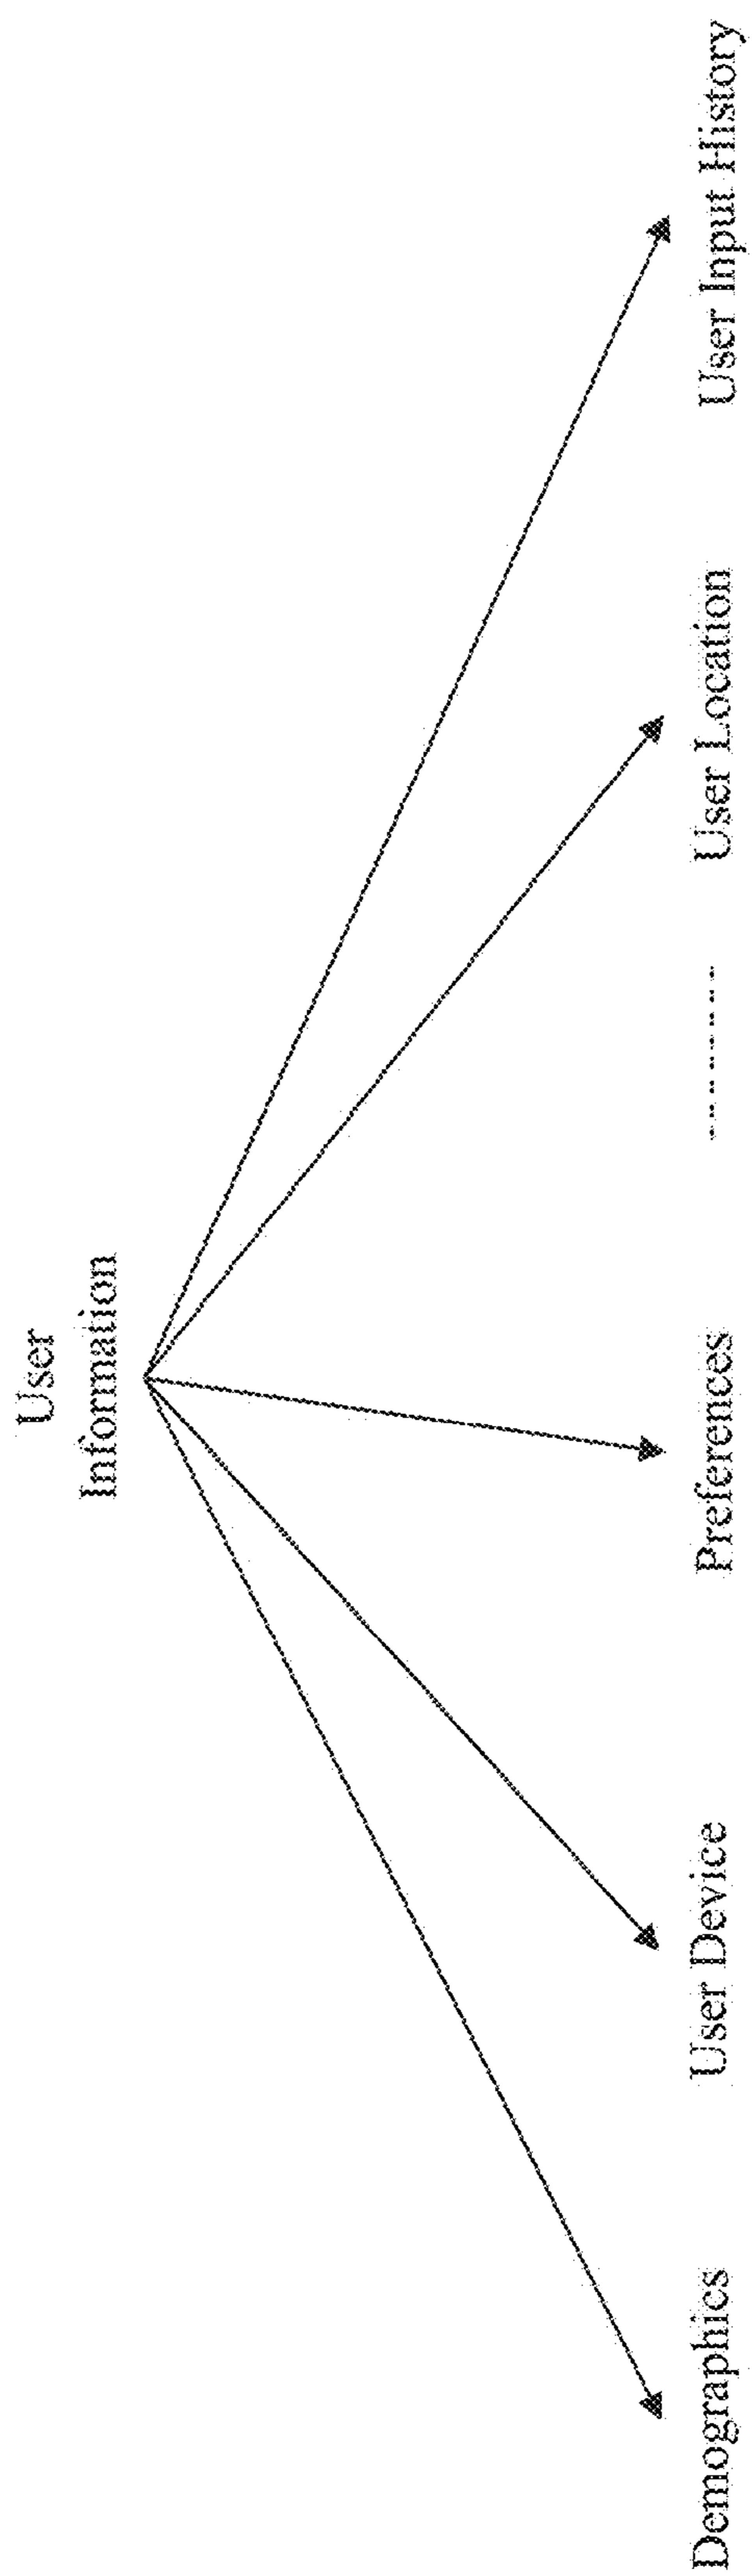 User
Information
Demographics
User Device
Preferences
User Location
User Input History